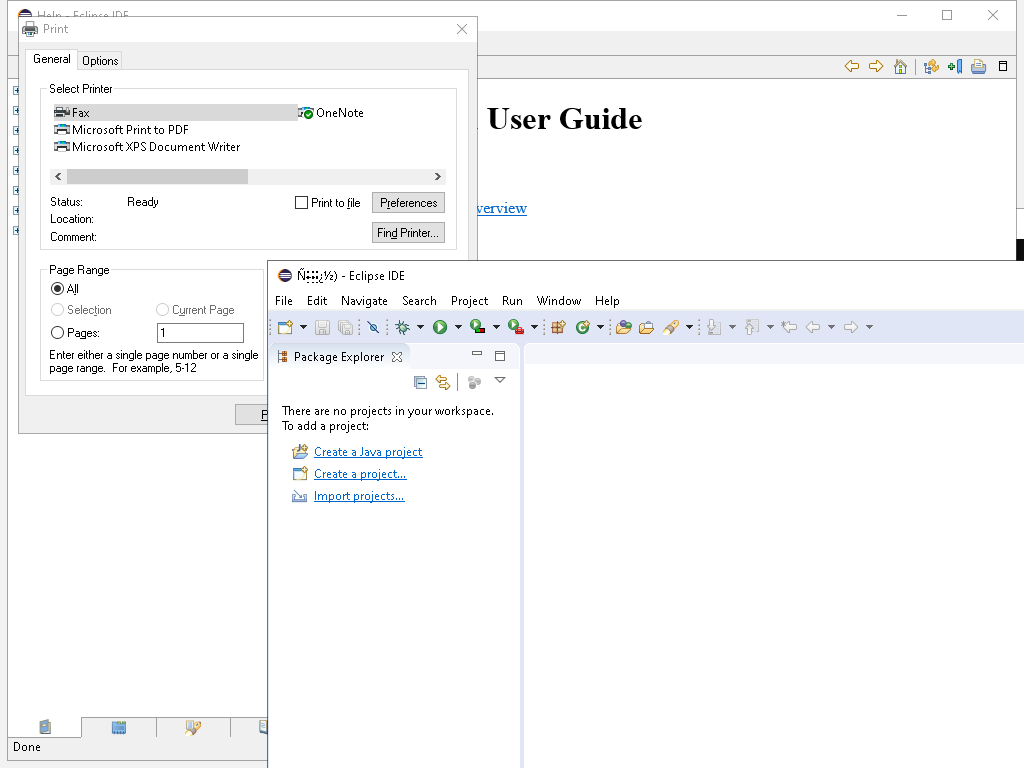 Help - Eclipse IDE
Print
General
Options
Select Printer
Fax
OneNote
Microsoft Print to PDF
Microsoft XPS Document Writer
Status:
Ready
Print to file
Preferences
Location:
Comment:
Find Printer...
Page Range
All
Selection
Current Page
Pages:
1
Enter either a single page number or a single
page range. For example, 5-12
User Guide
verview
- Eclipse IDE
File Edit Navigate Search Project Run Window Help
Package Explorer
There are no projects in your workspace.
To add a project:
Create a Java project
Create a project...
Import projects...
Done